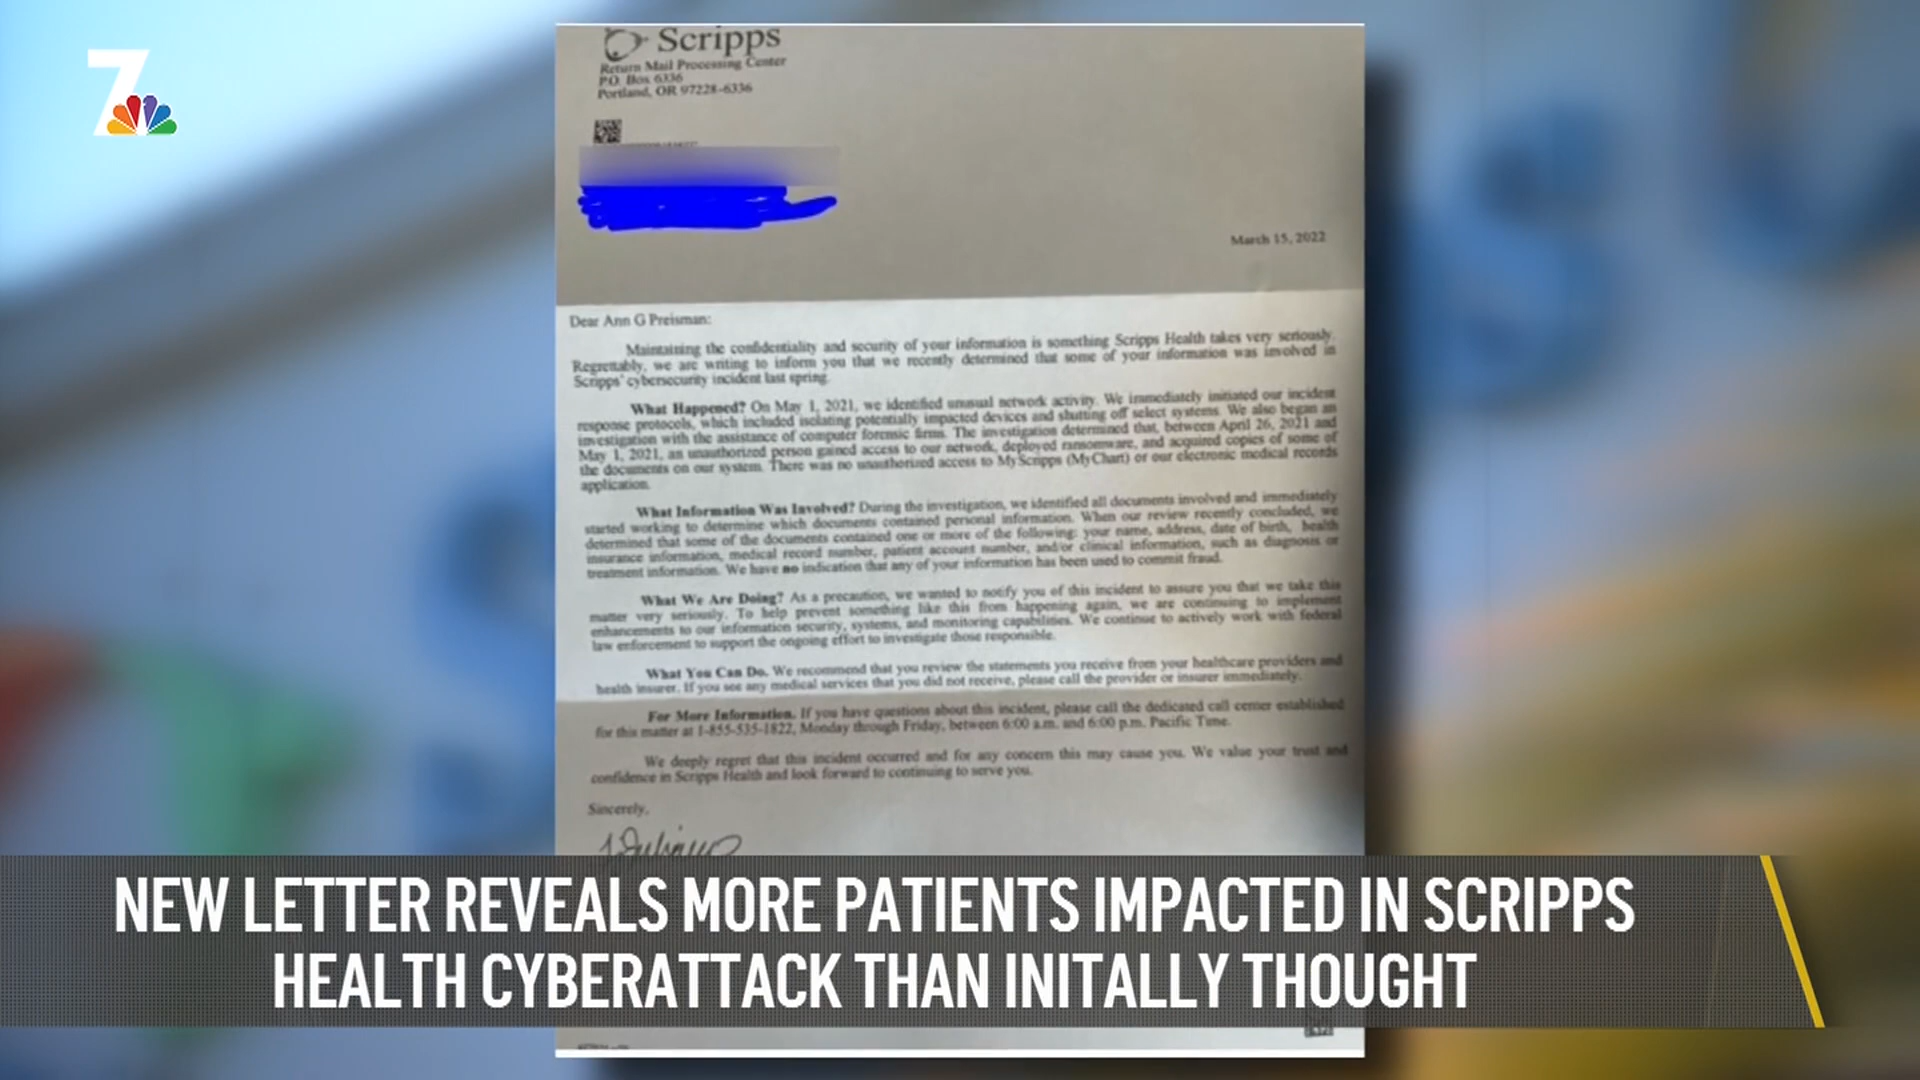 7
Scripps
Return Mail Processing Center
P.O. Box 6336
Portland, OR 97228-6336
March 15, 2022
Dear Ann G Preisman:
Maintaining the confidentiality and security of your information is something Scripps Health takes very seriously.
Regrettably, we are writing to inform you that we recently determined that some of your information was involved in
Scripps' cybersecurity incident last spring.
What Happened? On May 1, 2021, we identified unusual network activity. We immediately initiated our incident
response protocols, which included isolating potentially impacted devices and shutting off select systems. We also began an
investigation with the assistance of computer forensic firms. The investigation determined that, between April 26, 2021 and
May 1, 2021, an unauthorized person gained access to our network, deployed ransomware, and acquired copies of some of
the documents on our system. There was no unauthorized access to MyScripps (MyChart) or our electronic medical records
application.
What Information Was Involved? During the investigation, we identified all documents involved and immediately
started working to determine which documents contained personal information. When our review recently concluded, we
determined that some of the documents contained one or more of the following: your name, address, date of birth, health
insurance information, medical record number, patient account number, and/or clinical information, such as diagnosis or
treatment information. We have no indication that any of your information has been used to commit fraud.
What We Are Doing? As a precaution, we wanted to notify you of this incident to assure you that we take this
matter very seriously. To help prevent something like this from happening again, we are continuing to implement
enhancements to our information security, systems, and monitoring capabilities. We continue to actively work with federal
law enforcement to support the ongoing effort to investigate those responsible.
What You Can Do. We recommend that you review the statements you receive from your healthcare providers and
health insurer. If you see any medical services that you did not receive, please call the provider or insurer immediately.
For More Information. If you have questions about this incident, please call the dedicated call center established
for this matter at 1-855-535-1822, Monday through Friday, between 6:00 a.m. and 6:00 p.m. Pacific Time.
We deeply regret that this incident occurred and for any concern this may cause you. We value your trust and
confidence in Scripps Health and look forward to continuing to serve you.
Sincerely,
NEW LETTER REVEALS MORE PATIENTS IMPACTED IN SCRIPPS
HEALTH CYBERATTACK THAN INITALLY THOUGHT